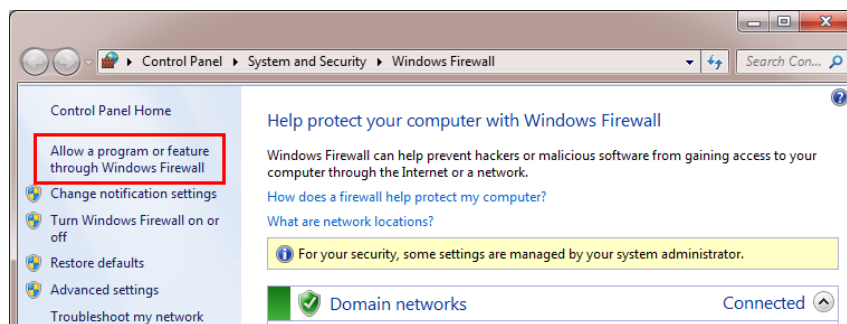 Control Panel System and Security Windows Firewall Search Con...
Control Panel Home
Allow a program or feature
through Windows Firewall
Change notification settings
Turn Windows Firewall on or
off
Restore defaults
Advanced settings
Troubleshoot my network
Help protect your computer with Windows Firewall
Windows Firewall can help prevent hackers or malicious software from gaining access to your
computer through the Internet or a network.
How does a firewall help protect my computer?
What are network locations?
For your security, some settings are managed by your system administrator.
Domain networks Connected